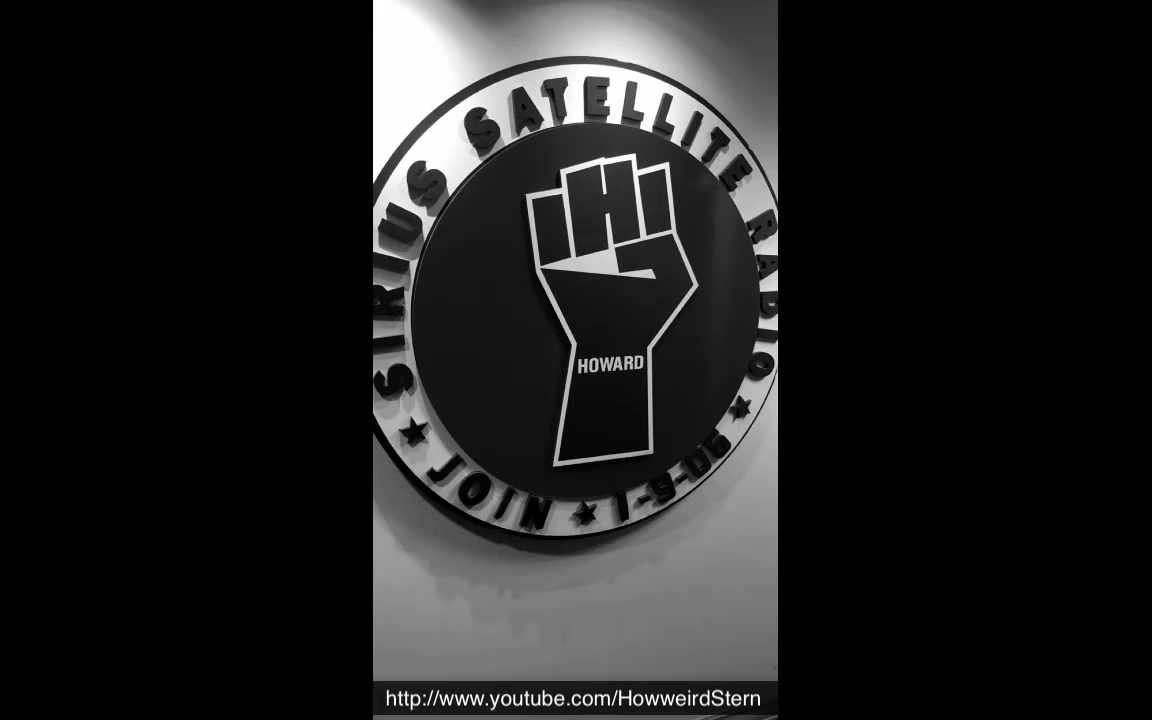 SIRIUS SATELLITE RADIO
H
HOWARD
★ JOIN ★ 1-9-06 ★
http://www.youtube.com/HowweirdStern